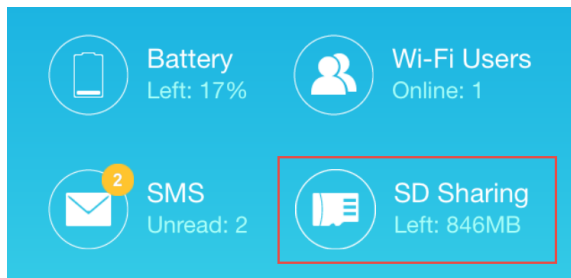 Battery
Left: 17%
Wi-Fi Users
Online: 1
2
SMS
Unread: 2
SD Sharing
Left: 846MB